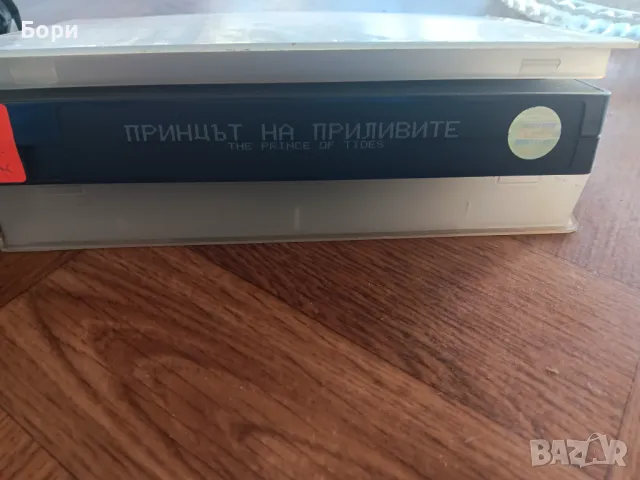 Бори
ПРИНЦЪТ НА ПРИЛИВИТЕ
THE PRINCE OF TIDES
BAZAR